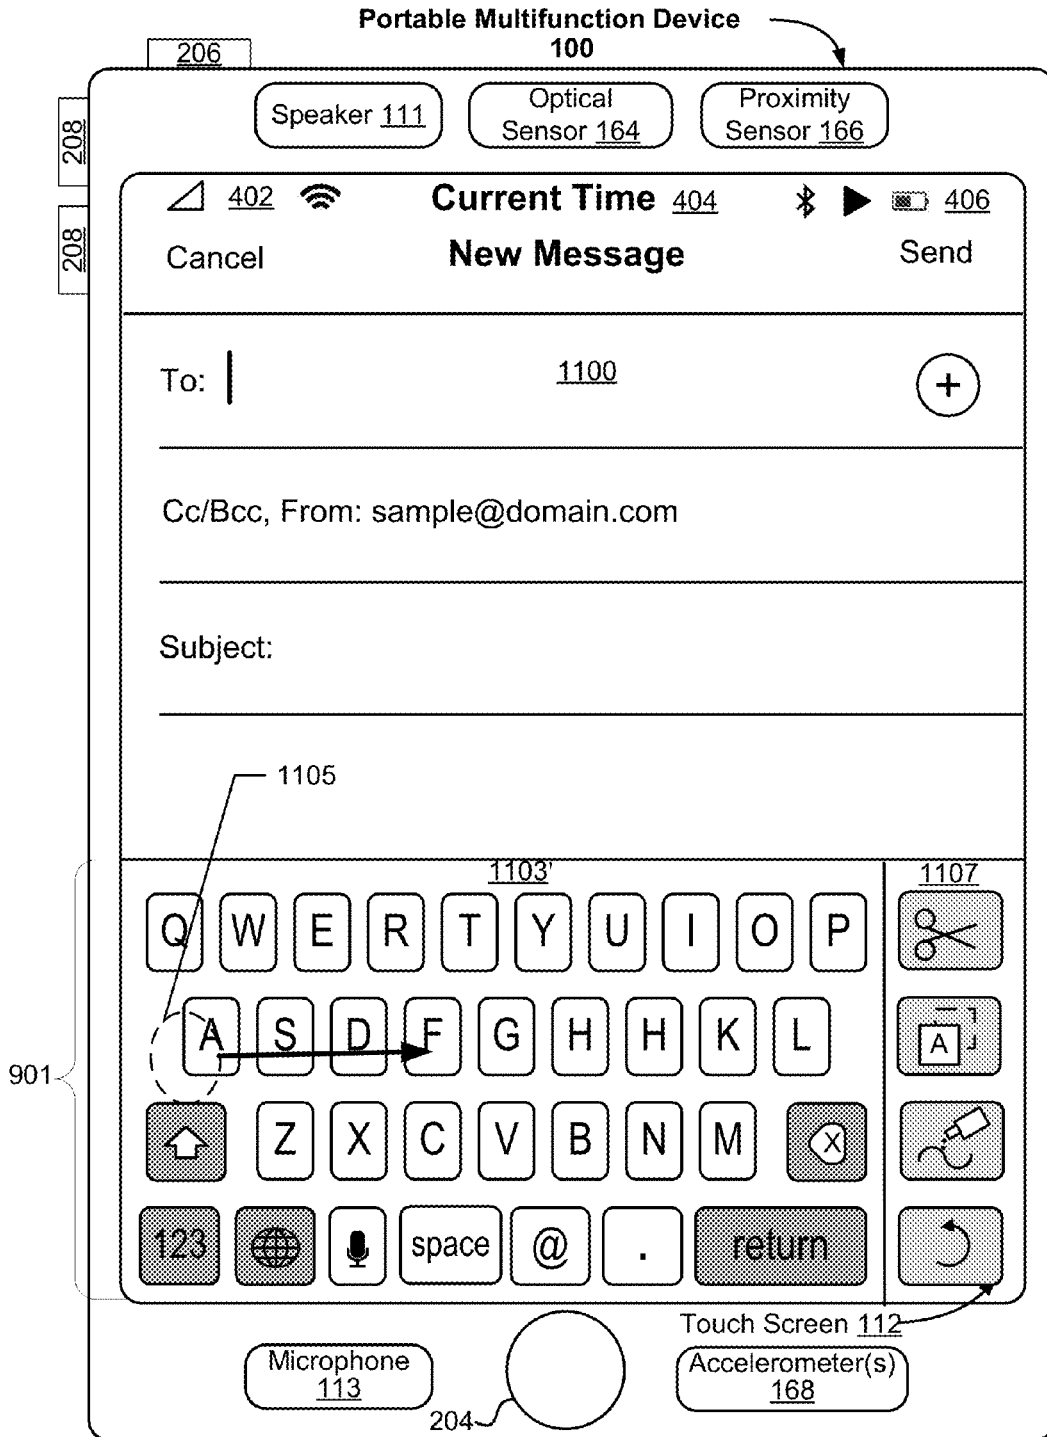 Portable Multifunction Device
100
206
208
208
Speaker 111
Optical
Sensor 164
Proximity
Sensor 166
402 Current Time 404 406
Cancel New Message Send
To: 1100 +
Cc/Bcc, From: sample@domain.com
Subject:
1105
1103' 1107
Q W E R T Y U I O P
A S D F G H H K L A
901
Z X C V B N M X
123 space @ . return
Touch Screen 112
Microphone
113
204
Accelerometer(s)
168